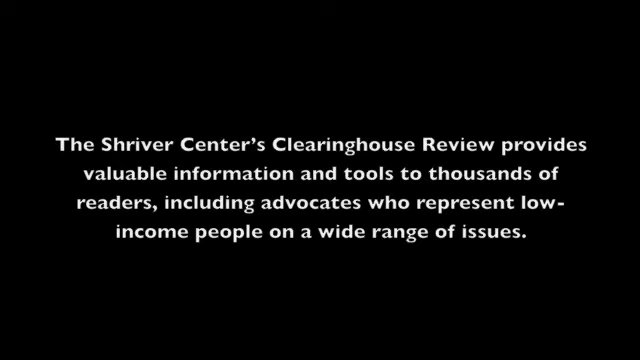 The Shriver Center’s Clearinghouse Review provides
valuable information and tools to thousands of
readers, including advocates who represent low-
income people on a wide range of issues.